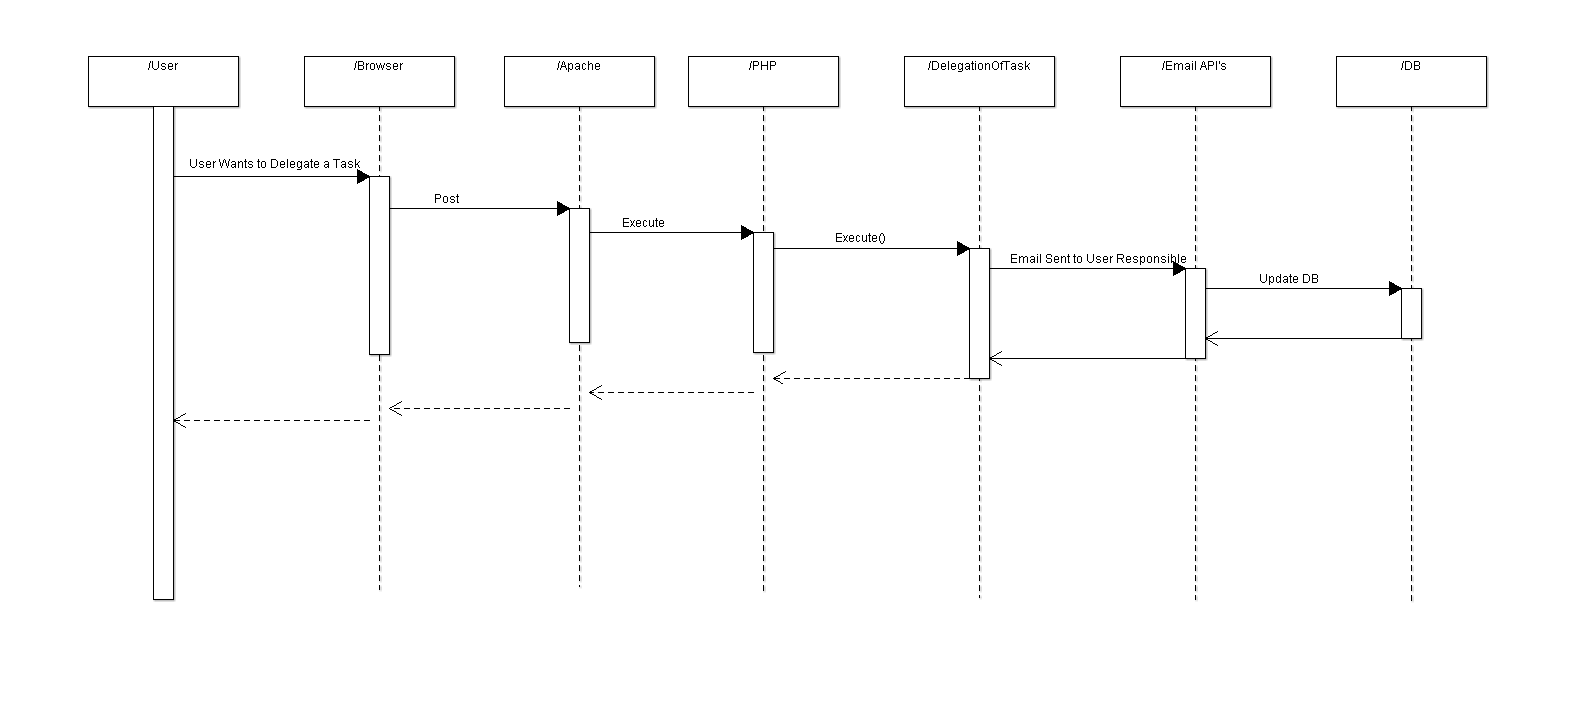 /User
/Browser
/Apache
/PHP
/DelegationOfTask
/Email API's
/DB
User Wants to Delegate a Task
Post
Execute
Execute()
Email Sent to User Responsible
Update DB